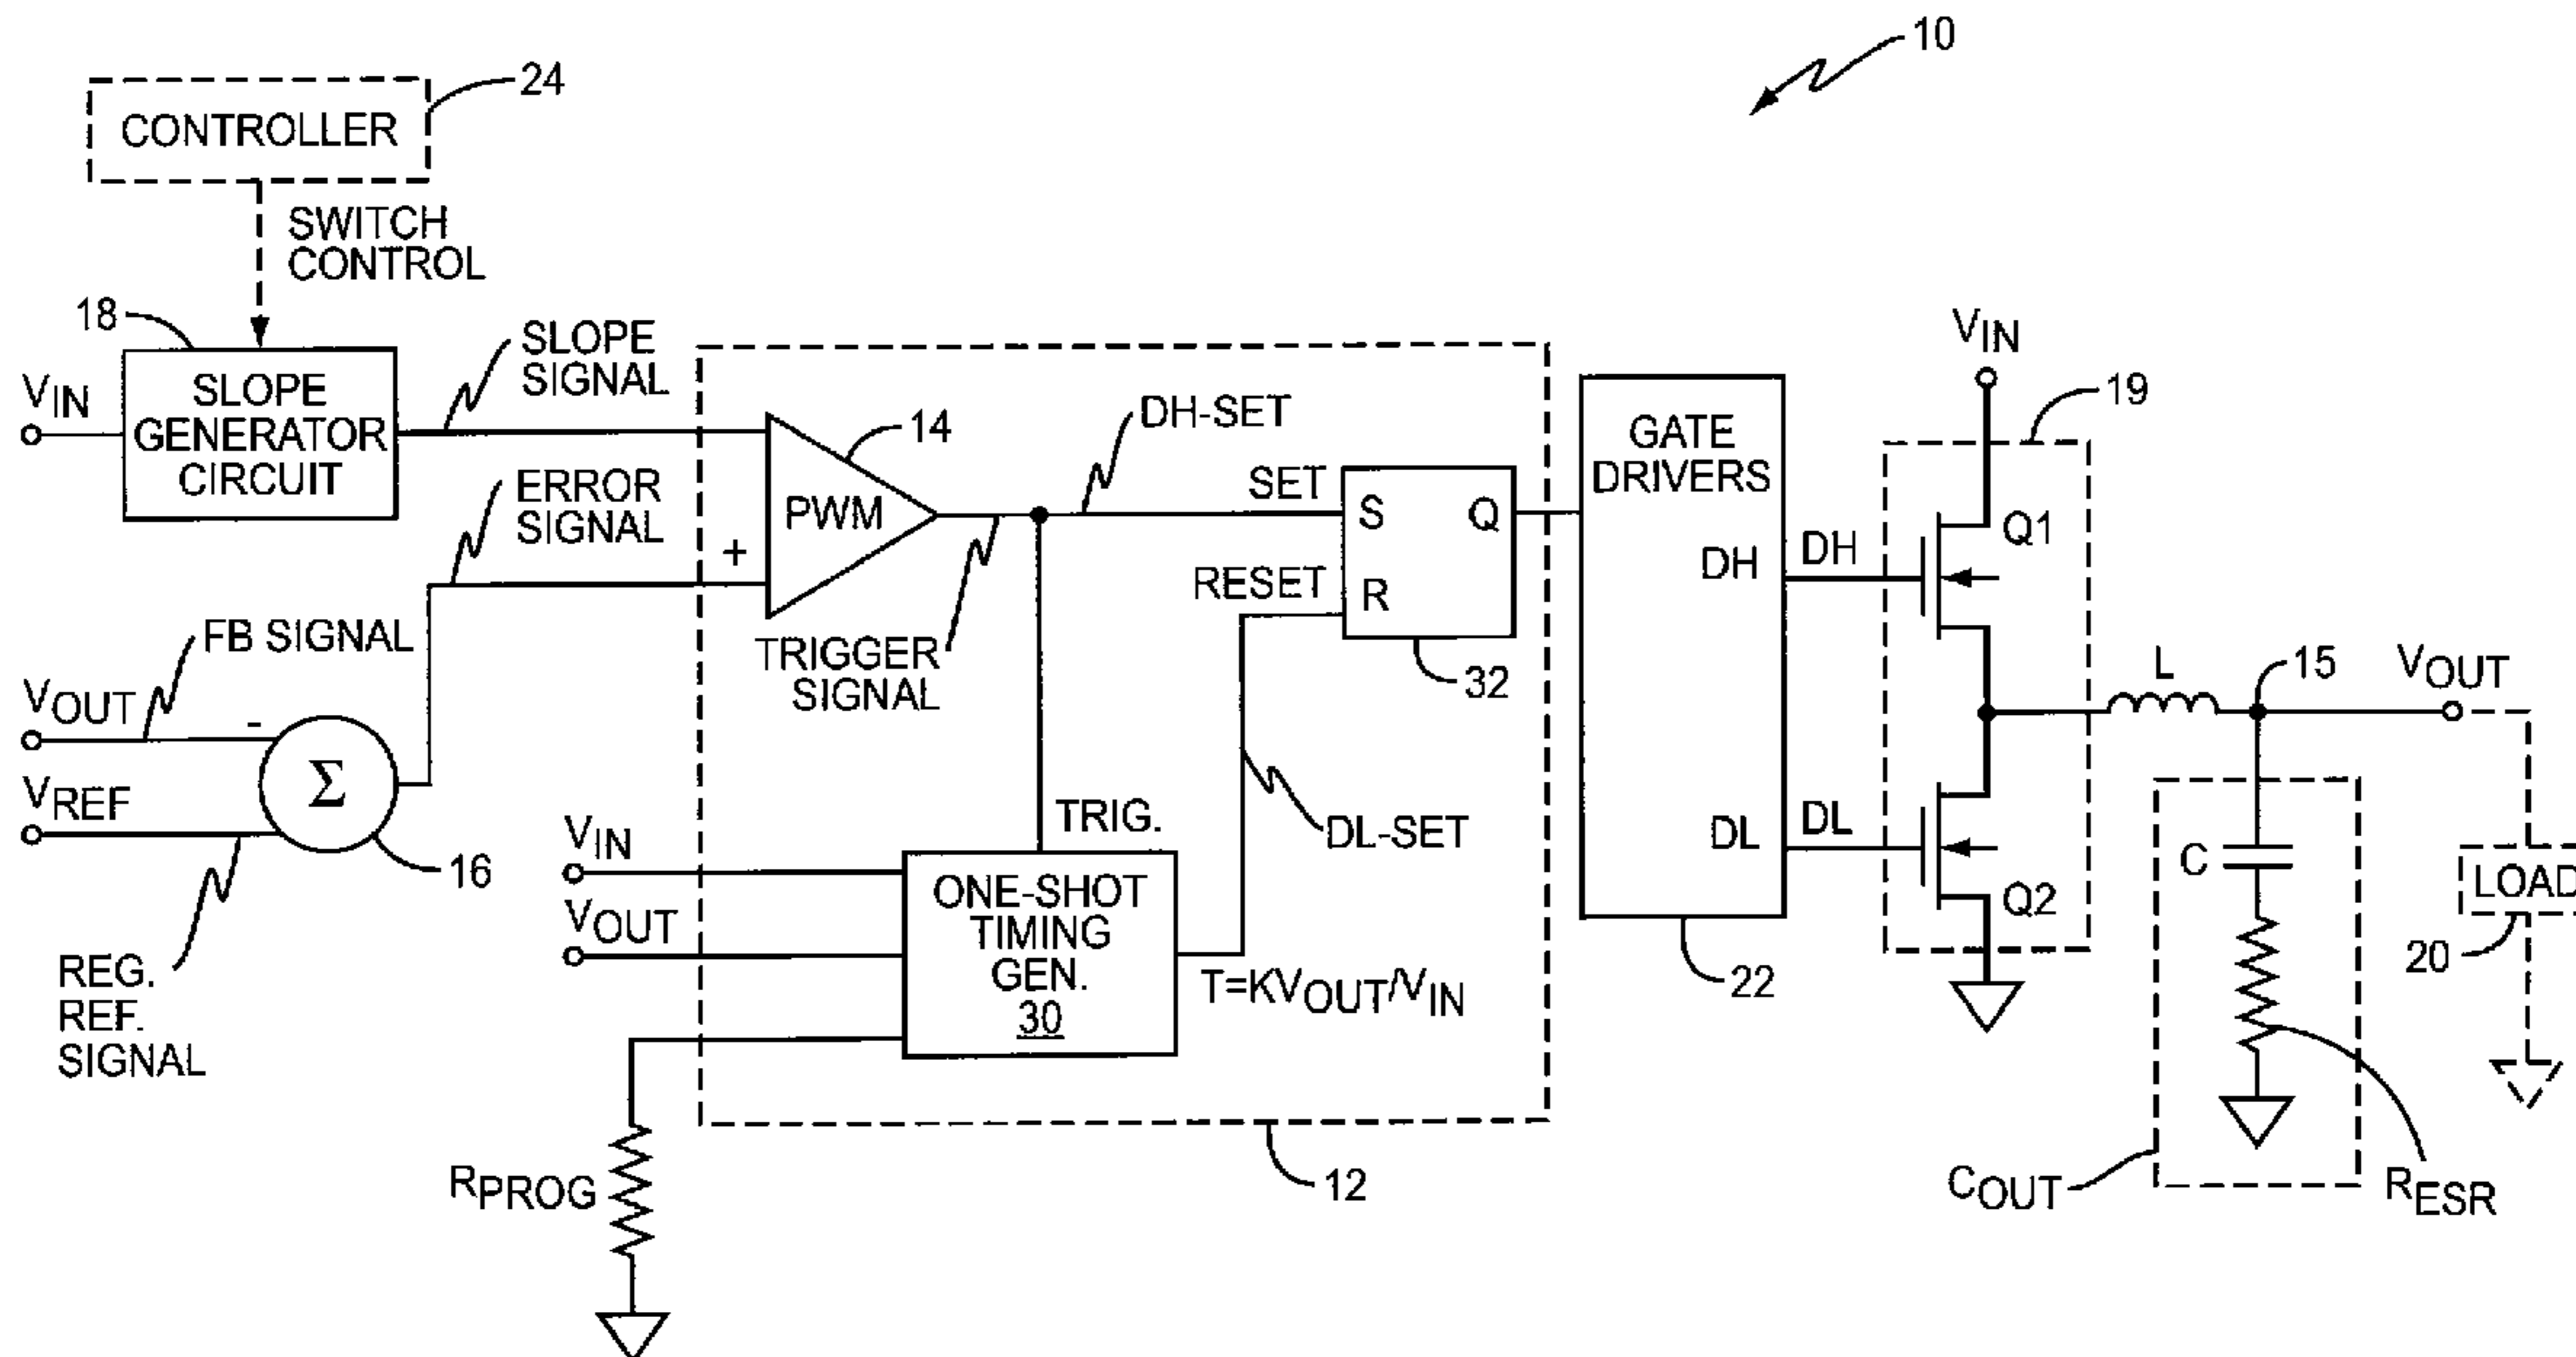 10
24
CONTROLLER
SWITCH
CONTROL
18
SLOPE
SIGNAL
VIN
SLOPE
GENERATOR
CIRCUIT
ERROR
SIGNAL
FB SIGNAL
VOUT
-
VREF
Σ
16
REG.
REF.
SIGNAL
14
PWM
+
DH-SET
TRIGGER
SIGNAL
SET
RESET
S
R
Q
32
TRIG.
DL-SET
VIN
VOUT
ONE-SHOT
TIMING
GEN.
30
T=KVOUT/VIN
RPROG
12
GATE
DRIVERS
DH
DL
22
DH
DL
VIN
19
Q1
Q2
L
15
VOUT
C
LOAD
20
COUT
RESR